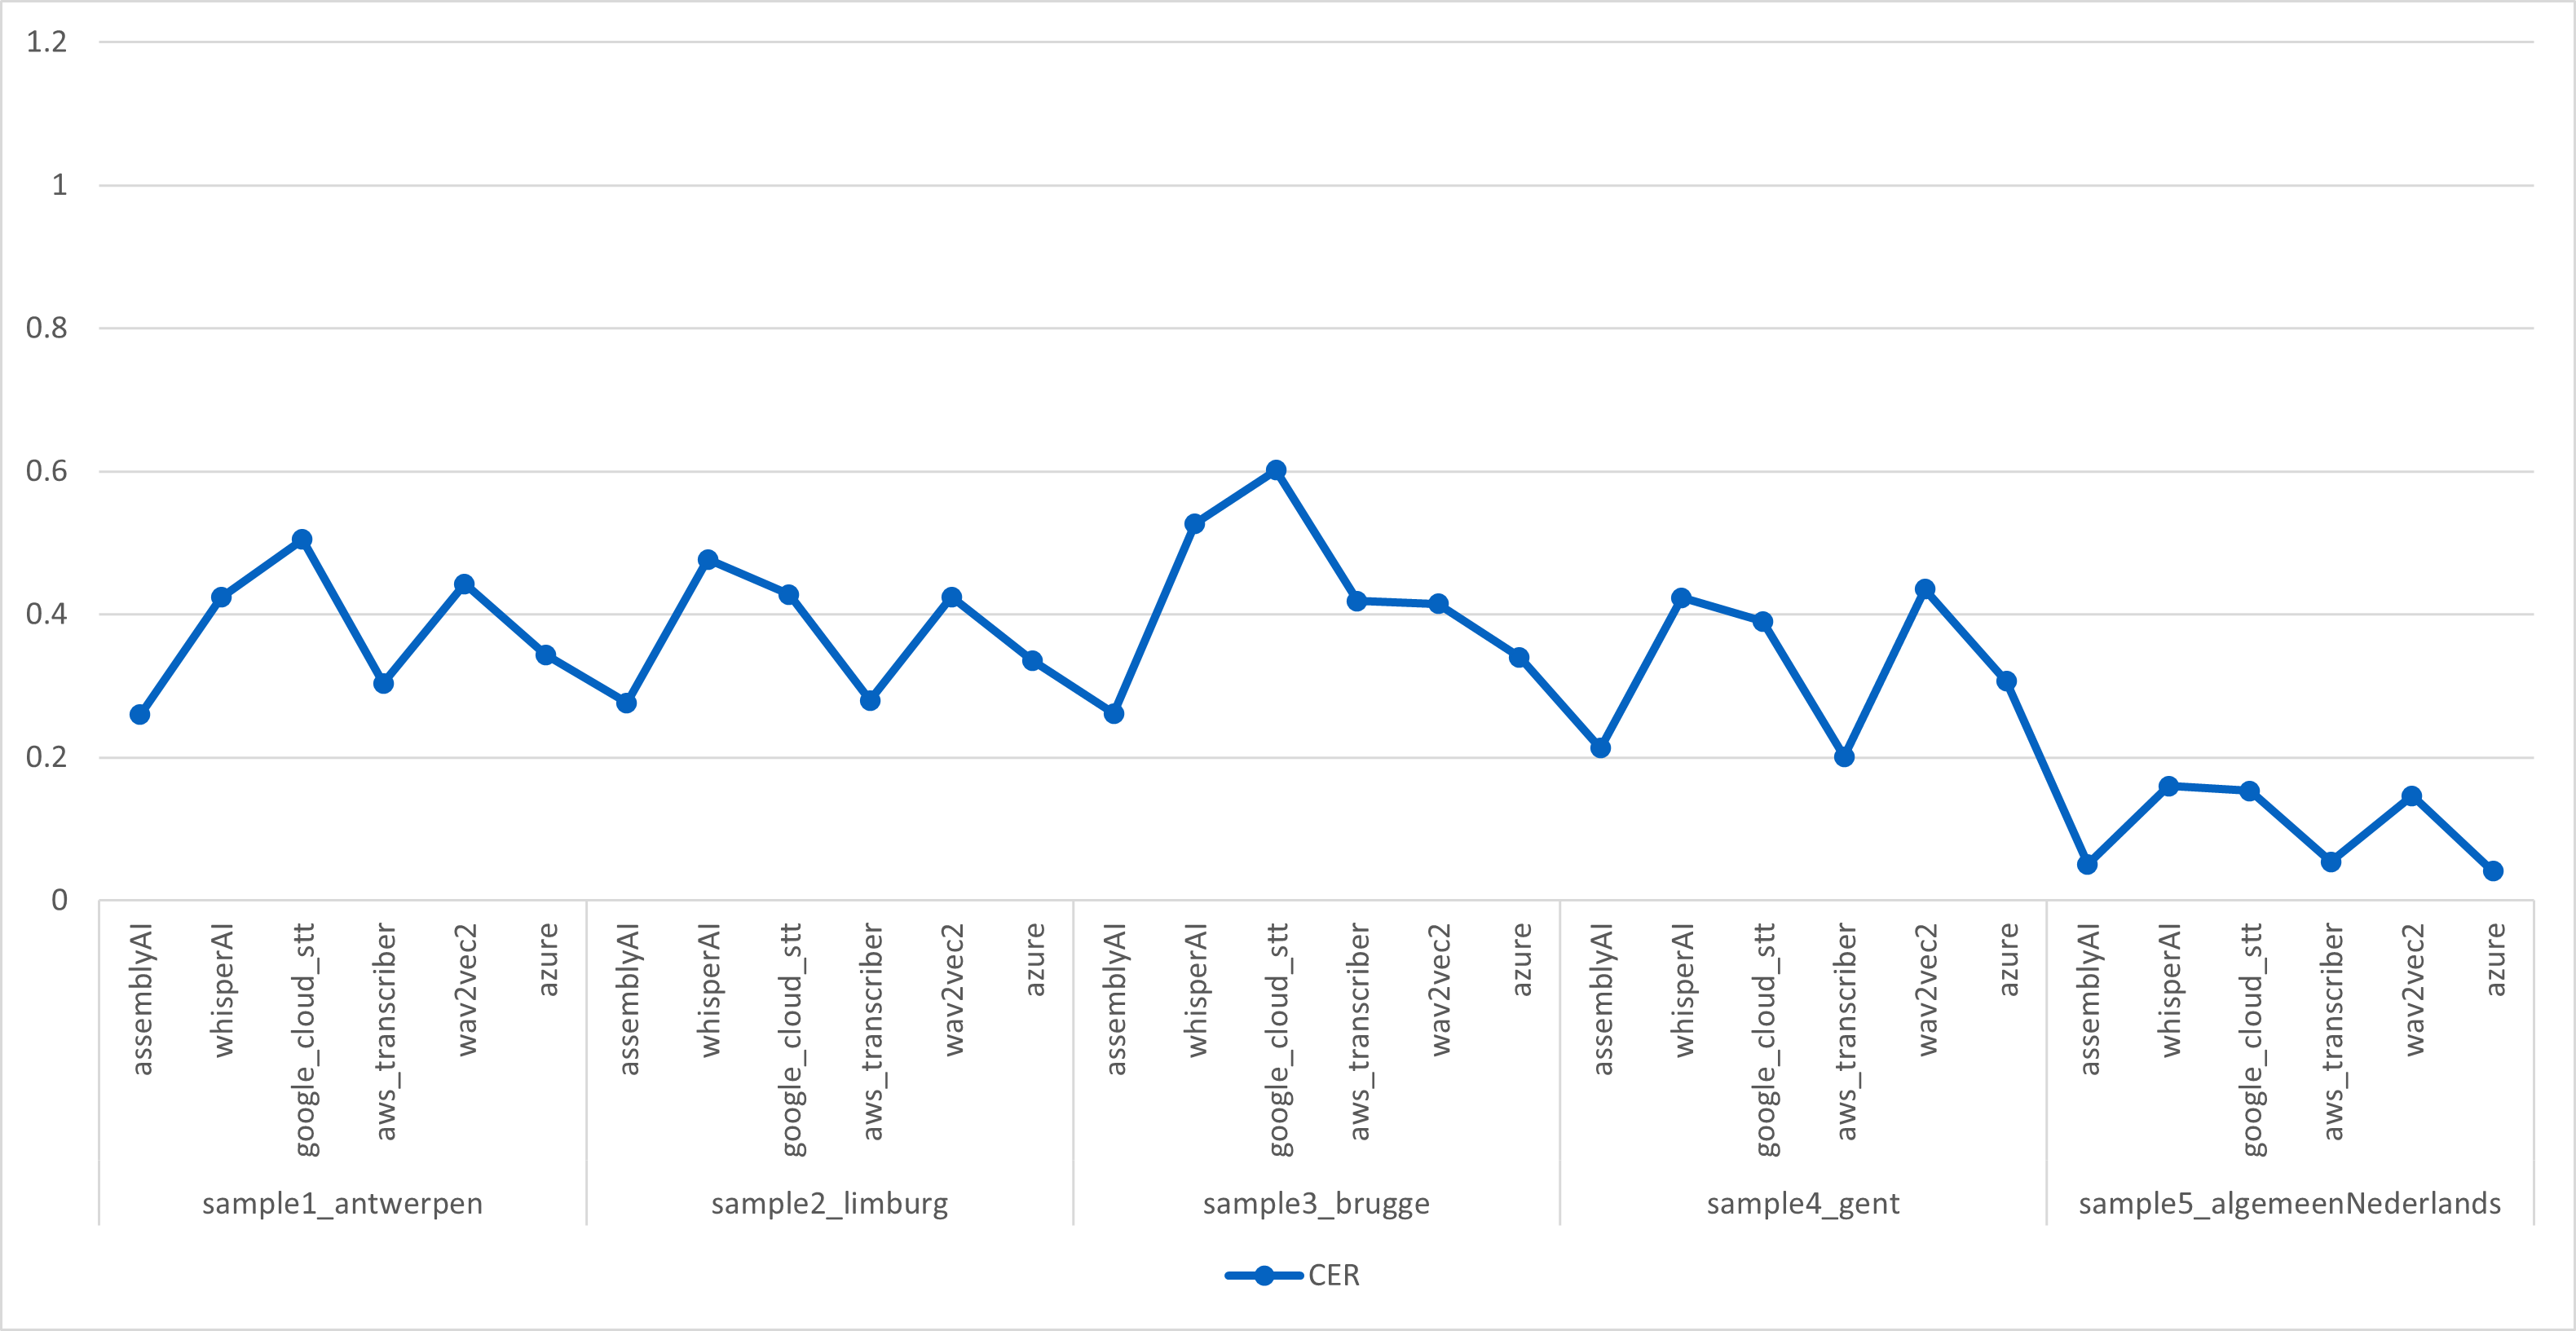 1.2
1
0.8
0.6
0.4
0.2
0
assemblyAI
whisperAI
google_cloud_stt
aws_transcriber
wav2vec2
azure
assemblyAI
whisperAI
google_cloud_stt
aws_transcriber
wav2vec2
azure
assemblyAI
whisperAI
google_cloud_stt
aws_transcriber
wav2vec2
azure
assemblyAI
whisperAI
google_cloud_stt
aws_transcriber
wav2vec2
azure
assemblyAI
whisperAI
google_cloud_stt
aws_transcriber
wav2vec2
azure
sample1_antwerpen
sample2_limburg
sample3_brugge
sample4_gent
sample5_algemeenNederlands
CER